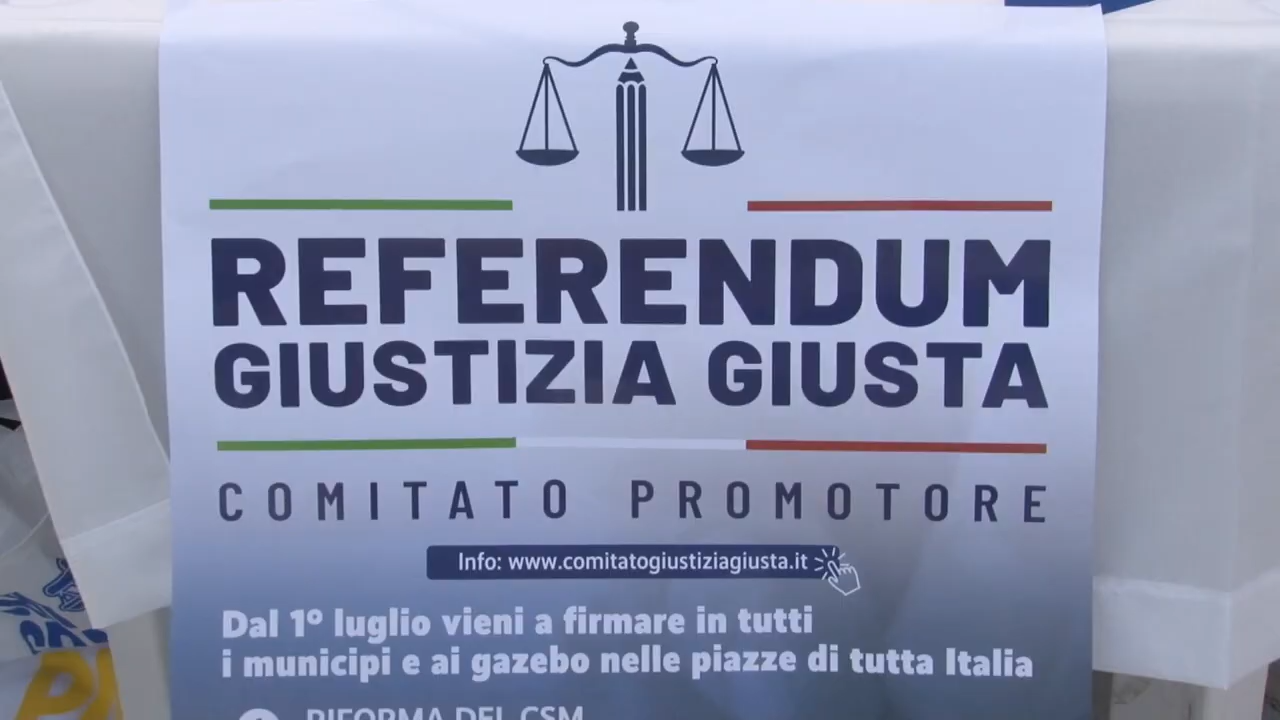 REFERENDUM
GIUSTIZIA GIUSTA
COMITATO PROMOTORE
Info: www.comitatogiustiziagiusta.it
Dal 1° luglio vieni a firmare in tutti
i municipi e ai gazebo nelle piazze di tutta Italia
RIFORMA DEL CSM